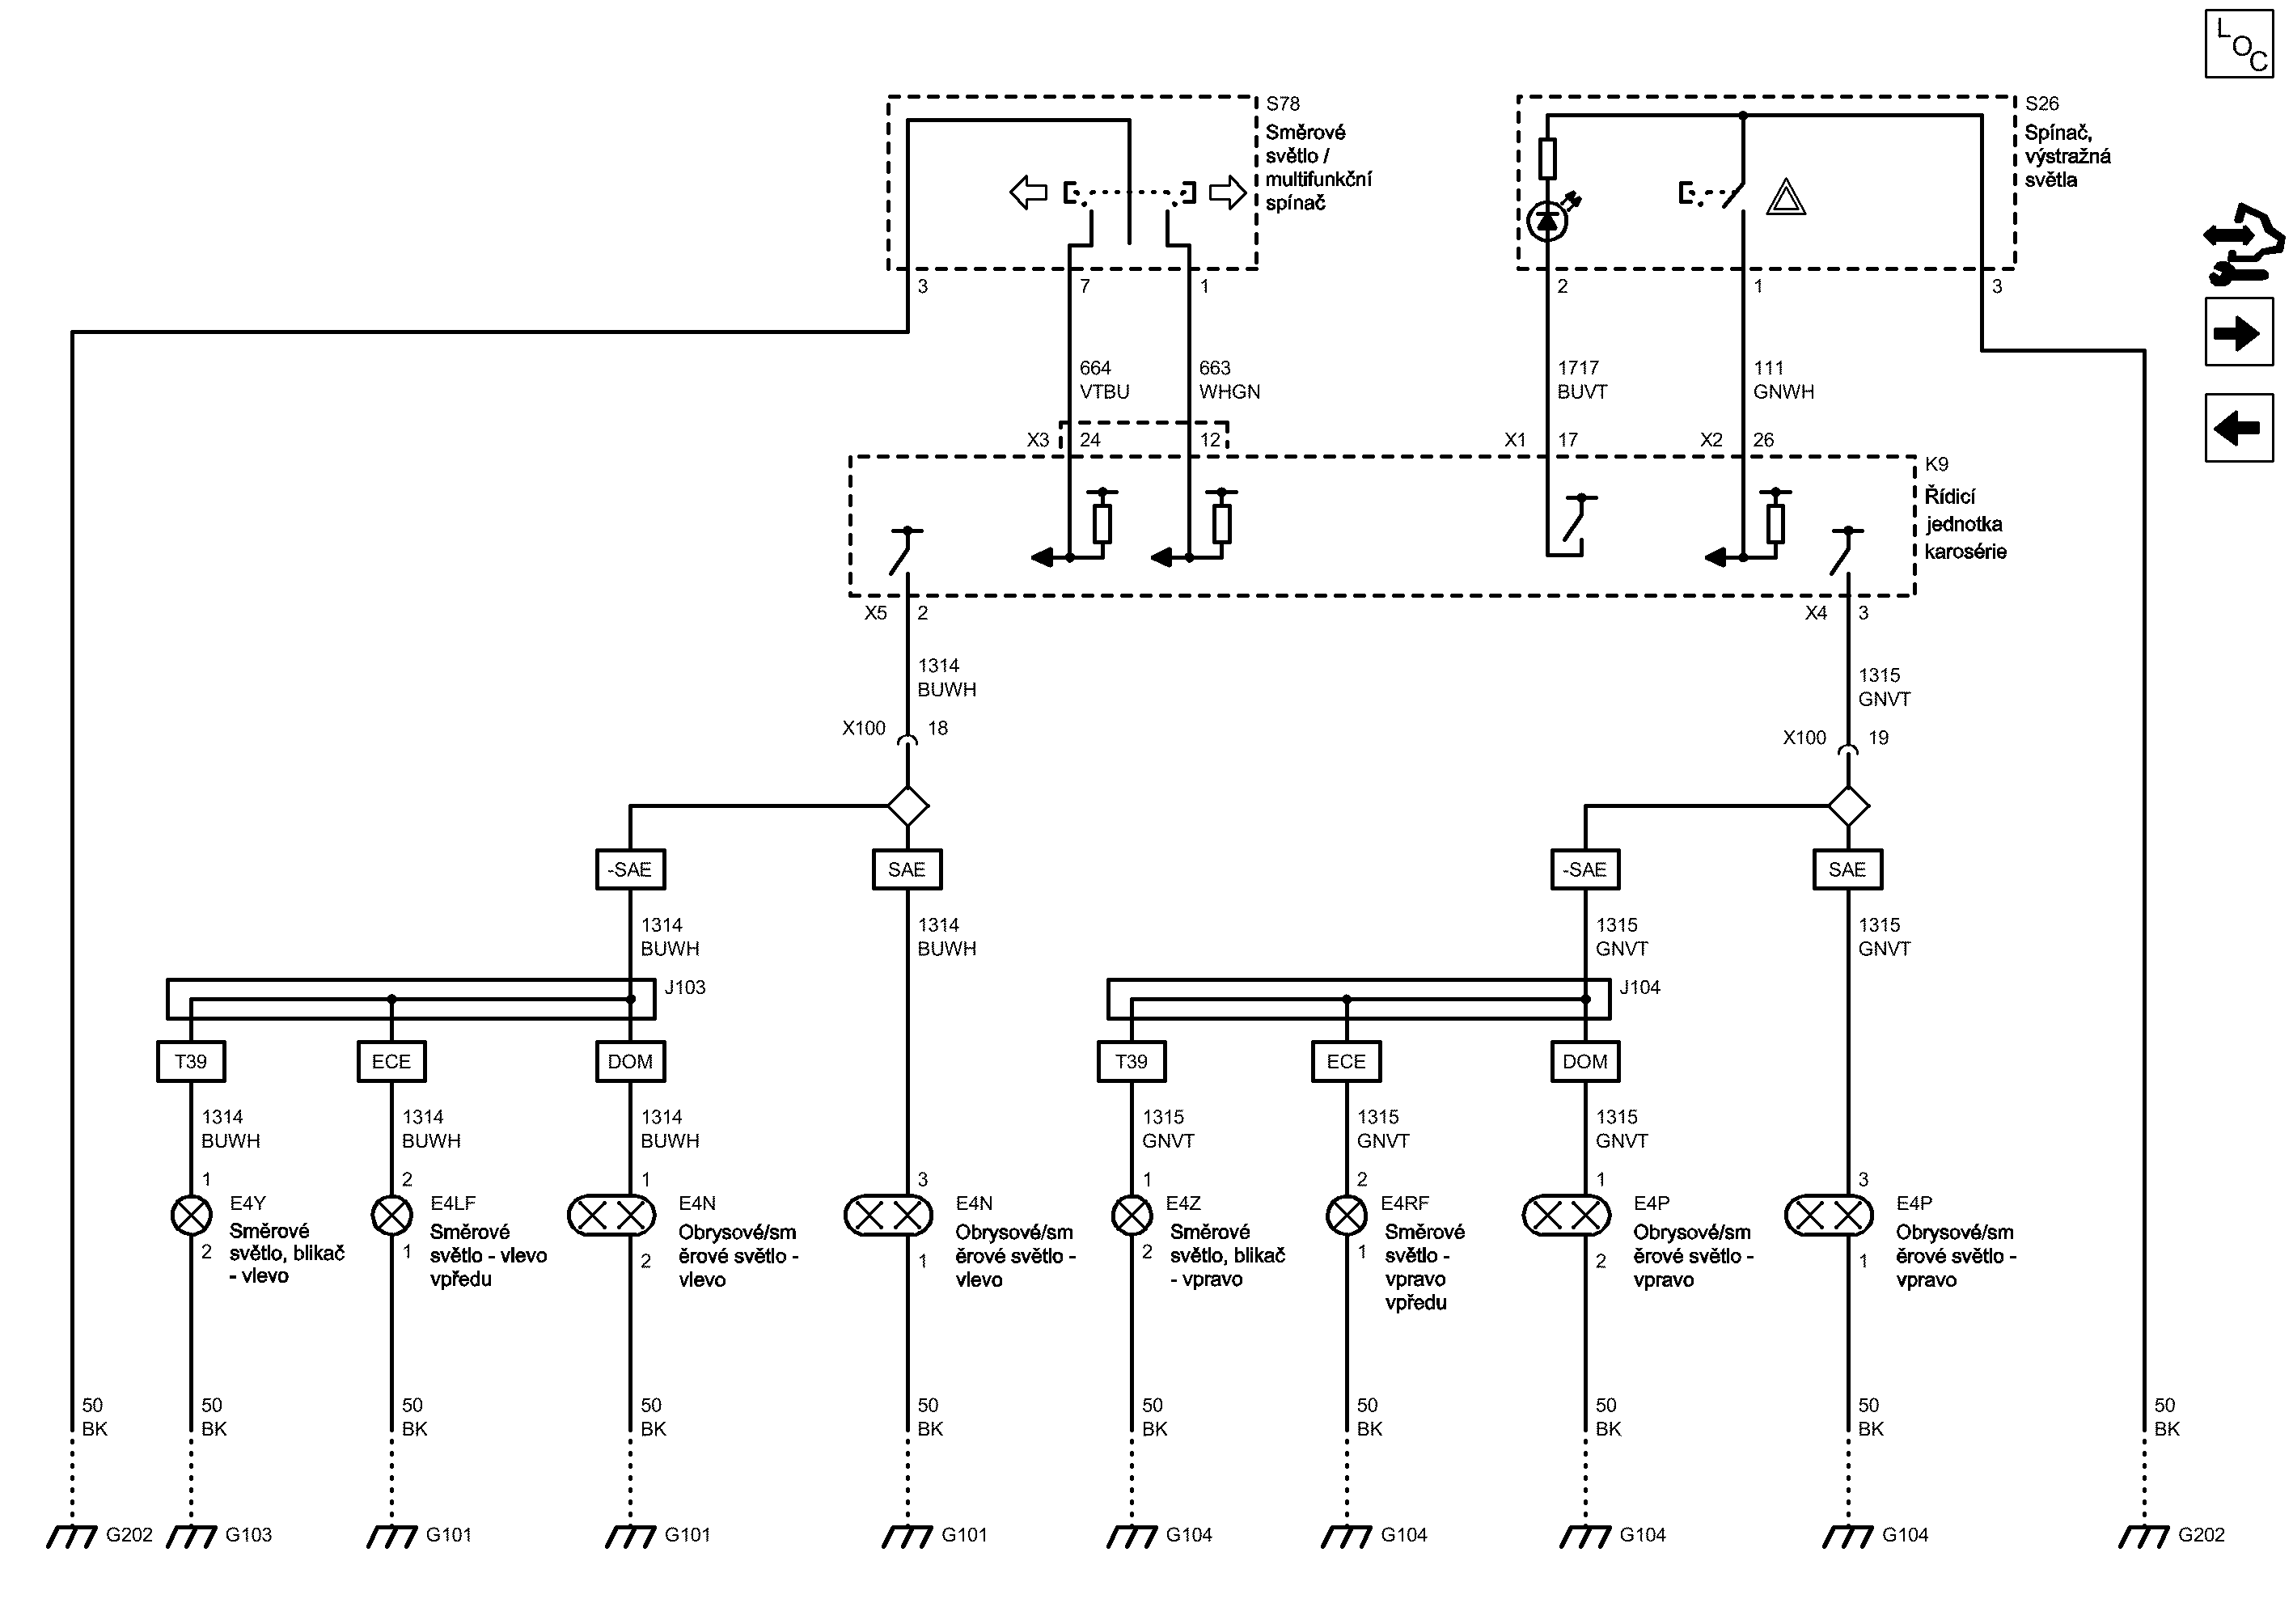 LOC
S78
Směrové
světlo /
multifunkční
spínač
S26
Spínač,
výstražná
světla
3
7
1
2
1
3
664
VTBU
663
WHGN
1717
BUVT
111
GNWH
X3
24
12
X1
17
X2
26
K9
Řídicí
jednotka
karosérie
X5
2
X4
3
1314
BUWH
1315
GNVT
X100
18
X100
19
-SAE
SAE
-SAE
SAE
1314
BUWH
1314
BUWH
1315
GNVT
1315
GNVT
J103
J104
T39
ECE
DOM
T39
ECE
DOM
1314
BUWH
1314
BUWH
1314
BUWH
1315
GNVT
1315
GNVT
1315
GNVT
1
E4Y
Směrové
světlo, blikač
- vlevo
2
2
E4LF
Směrové
světlo - vlevo
vpředu
1
1
E4N
Obrysové/sm
ěrové světlo -
vlevo
2
3
E4N
Obrysové/sm
ěrové světlo -
vlevo
1
1
E4Z
Směrové
světlo, blikač
- vpravo
2
2
E4RF
Směrové
světlo -
vpravo
vpředu
1
1
E4P
Obrysové/sm
ěrové světlo -
vpravo
2
3
E4P
Obrysové/sm
ěrové světlo -
vpravo
1
50
BK
50
BK
50
BK
50
BK
50
BK
50
BK
50
BK
50
BK
50
BK
50
BK
G202
G103
G101
G101
G101
G104
G104
G104
G104
G202